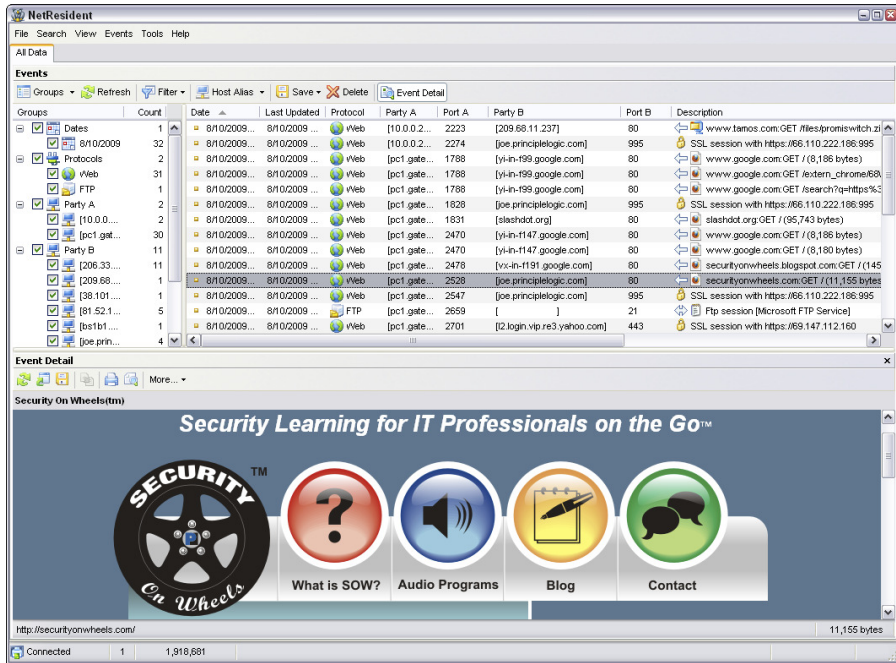 NetResident
File Search View Events Tools Help
All Data
Events
Groups Refresh Filter Host Alias Save Delete Event Detail
Groups Count Date Last Updated Protocol Party A Port A Party B Port B Description
Dates 1 8/10/2009... 8/10/2009 ... Web [10.0.0.2... 2223 [209.68.11.237] 80 www.tamos.com:GET /files/promiswitch.zi
8/10/2009 32 8/10/2009... 8/10/2009 ... Web [10.0.0.2... 2274 [joe.principlelogic.com] 995 SSL session with https://66.110.222.186:995
Protocols 2 8/10/2009... 8/10/2009 ... Web [pc1.gate... 1788 [yi-in-f99.google.com] 80 www.google.com:GET / (8,186 bytes)
Web 31 8/10/2009... 8/10/2009 ... Web [pc1.gate... 1788 [yi-in-f99.google.com] 80 www.google.com:GET /extern_chrome/68
FTP 1 8/10/2009... 8/10/2009 ... Web [pc1.gate... 1788 [yi-in-f99.google.com] 80 www.google.com:GET /search?q=https%3
Party A 2 8/10/2009... 8/10/2009 ... Web [pc1.gate... 1828 [joe.principlelogic.com] 995 SSL session with https://66.110.222.186:995
[10.0.0.... 2 8/10/2009... 8/10/2009 ... Web [pc1.gate... 1831 [slashdot.org] 80 slashdot.org:GET / (95,743 bytes)
[pc1.gat... 30 8/10/2009... 8/10/2009 ... Web [pc1.gate... 2470 [yi-in-f147.google.com] 80 www.google.com:GET / (8,186 bytes)
Party B 11 8/10/2009... 8/10/2009 ... Web [pc1.gate... 2470 [yi-in-f147.google.com] 80 www.google.com:GET / (8,180 bytes)
[206.33.... 11 8/10/2009... 8/10/2009 ... Web [pc1.gate... 2478 [vx-in-f191.google.com] 80 securityonwheels.blogspot.com:GET / (145
[209.68.... 1 8/10/2009... 8/10/2009 ... Web [pc1.gate... 2528 [joe.principlelogic.com] 80 securityonwheels.com:GET / (11,155 bytes)
[38.101.... 1 8/10/2009... 8/10/2009 ... Web [pc1.gate... 2547 [joe.principlelogic.com] 995 SSL session with https://66.110.222.186:995
[81.52.1... 5 8/10/2009... 8/10/2009 ... FTP [pc1.gate... 2659 [ ] 21 Ftp session [Microsoft FTP Service]
[bs1b1.... 1 8/10/2009... 8/10/2009 ... Web [pc1.gate... 2701 [l2.login.vip.re3.yahoo.com] 443 SSL session with https://69.147.112.160
[joe.prin... 4
Event Detail
More...
Security On Wheels(tm)
Security Learning for IT Professionals on the Go™
SECURITY TM
On Wheels
What is SOW? Audio Programs Blog Contact
http://securityonwheels.com/ 11,155 bytes
Connected 1 1,918,681